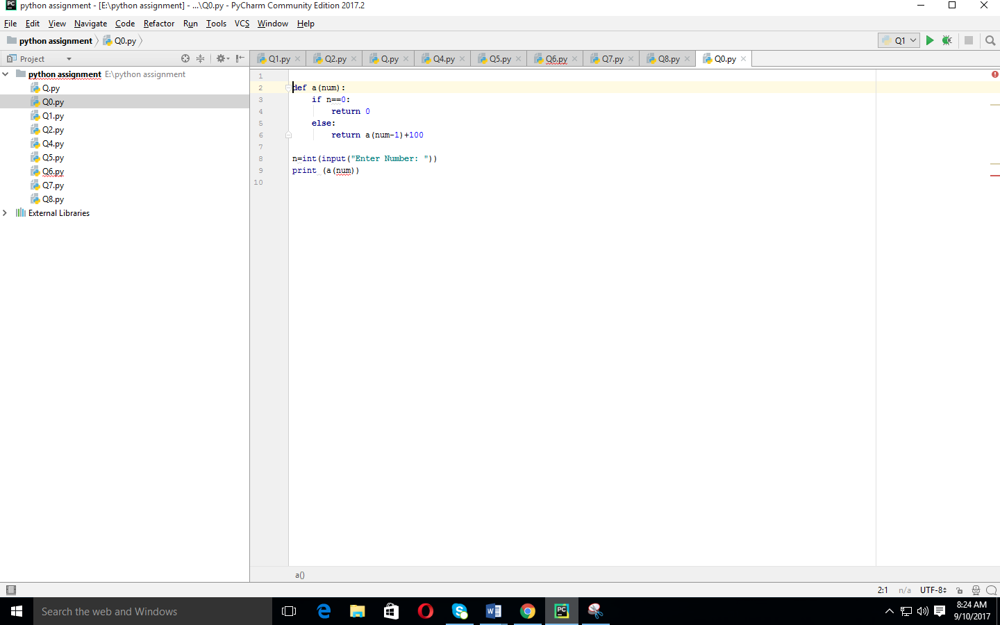 PC python assignment - [E:\python assignment] - ...\Q0.py - PyCharm Community Edition 2017.2
File Edit View Navigate Code Refactor Run Tools VCS Window Help
python assignment Q0.py Q1
Project Q1.py Q2.py Q.py Q4.py Q5.py Q6.py Q7.py Q8.py Q0.py
python assignment E:\python assignment
Q.py
Q0.py
Q1.py
Q2.py
Q4.py
Q5.py
Q6.py
Q7.py
Q8.py
External Libraries
1
2 def a(num):
3 if n==0:
4 return 0
5 else:
6 return a(num-1)+100
7
8 n=int(input("Enter Number: "))
9 print (a(num))
10
a()
2:1 n/a UTF-8
Search the web and Windows
8:24 AM
9/10/2017